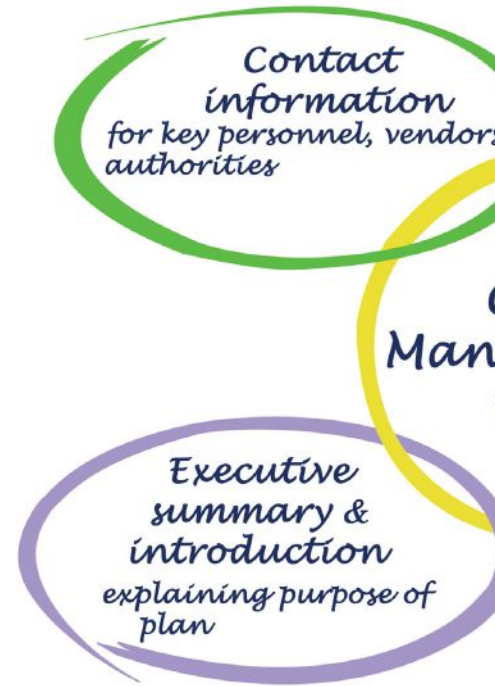 Contact
information
for key personnel, vendors
authorities
Man
Executive
summary &
introduction
explaining purpose of
plan